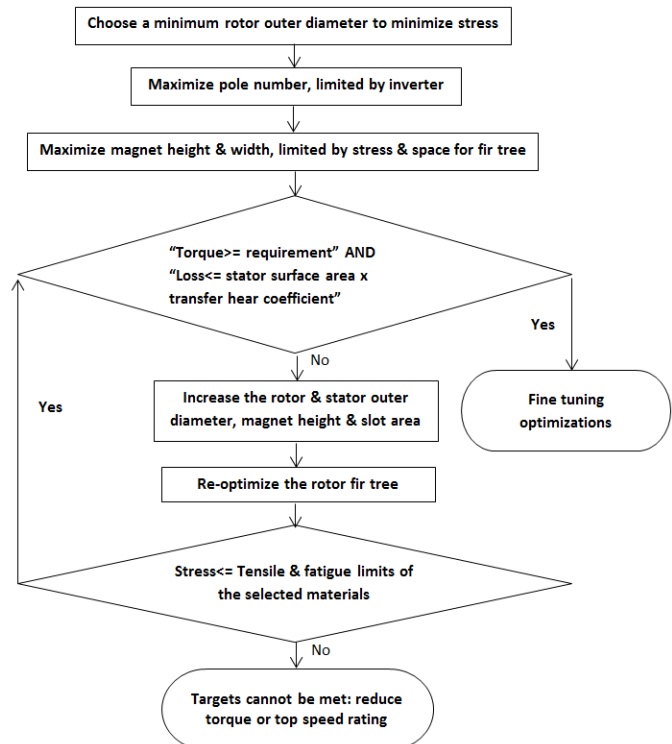 Choose a minimum rotor outer diameter to minimize stress
Maximize pole number, limited by inverter
Maximize magnet height & width, limited by stress & space for fir tree
“Torque>= requirement” AND
“Loss<= stator surface area x
transfer hear coefficient”
Yes
No
Yes
Increase the rotor & stator outer
diameter, magnet height & slot area
Fine tuning
optimizations
Re-optimize the rotor fir tree
Stress<= Tensile & fatigue limits of
the selected materials
No
Targets cannot be met: reduce
torque or top speed rating